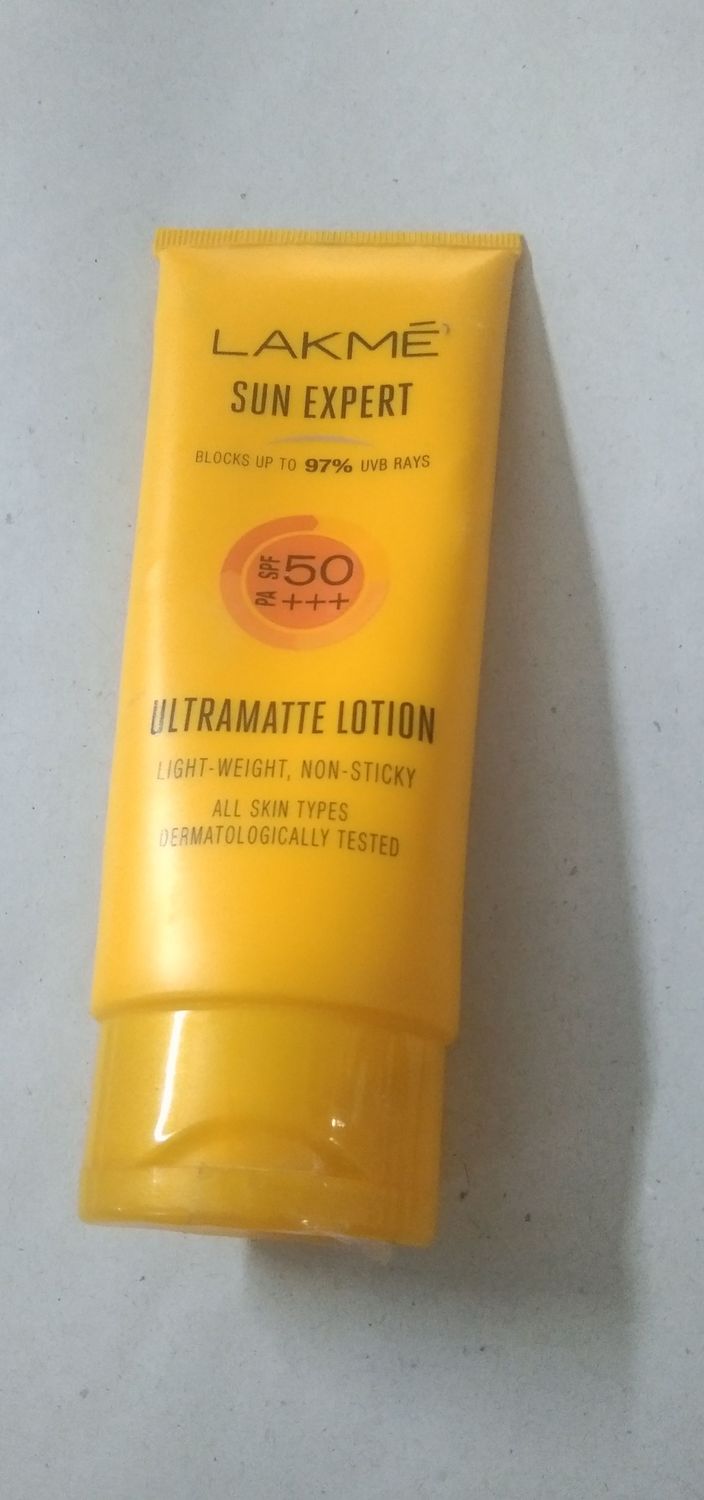 LAKMÉ
SUN EXPERT
BLOCKS UP TO 97% UVB RAYS
SPF 50
PA +++
ULTRAMATTE LOTION
LIGHT-WEIGHT, NON-STICKY
ALL SKIN TYPES
DERMATOLOGICALLY TESTED